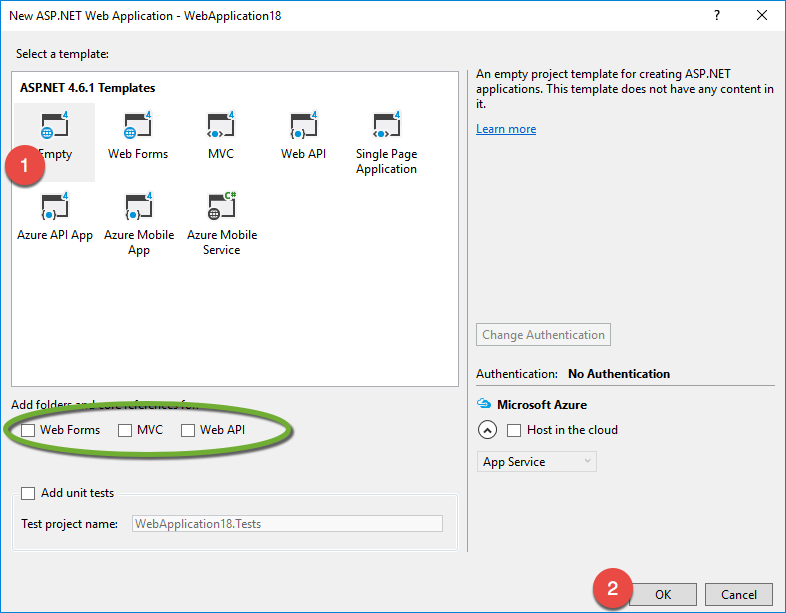 New ASP.NET Web Application - WebApplication18
?
Select a template:
ASP.NET 4.6.1 Templates
4 4 4 4 4
Empty Web Forms MVC Web API Single Page
Application
1
4 4 C#
Azure API App Azure Mobile Azure Mobile
App Service
An empty project template for creating ASP.NET
applications. This template does not have any content in
it.
Learn more
Change Authentication
Authentication: No Authentication
Add folders and core references for:
Web Forms MVC Web API
Microsoft Azure
Host in the cloud
App Service
Add unit tests
Test project name: WebApplication18.Tests
2 OK Cancel